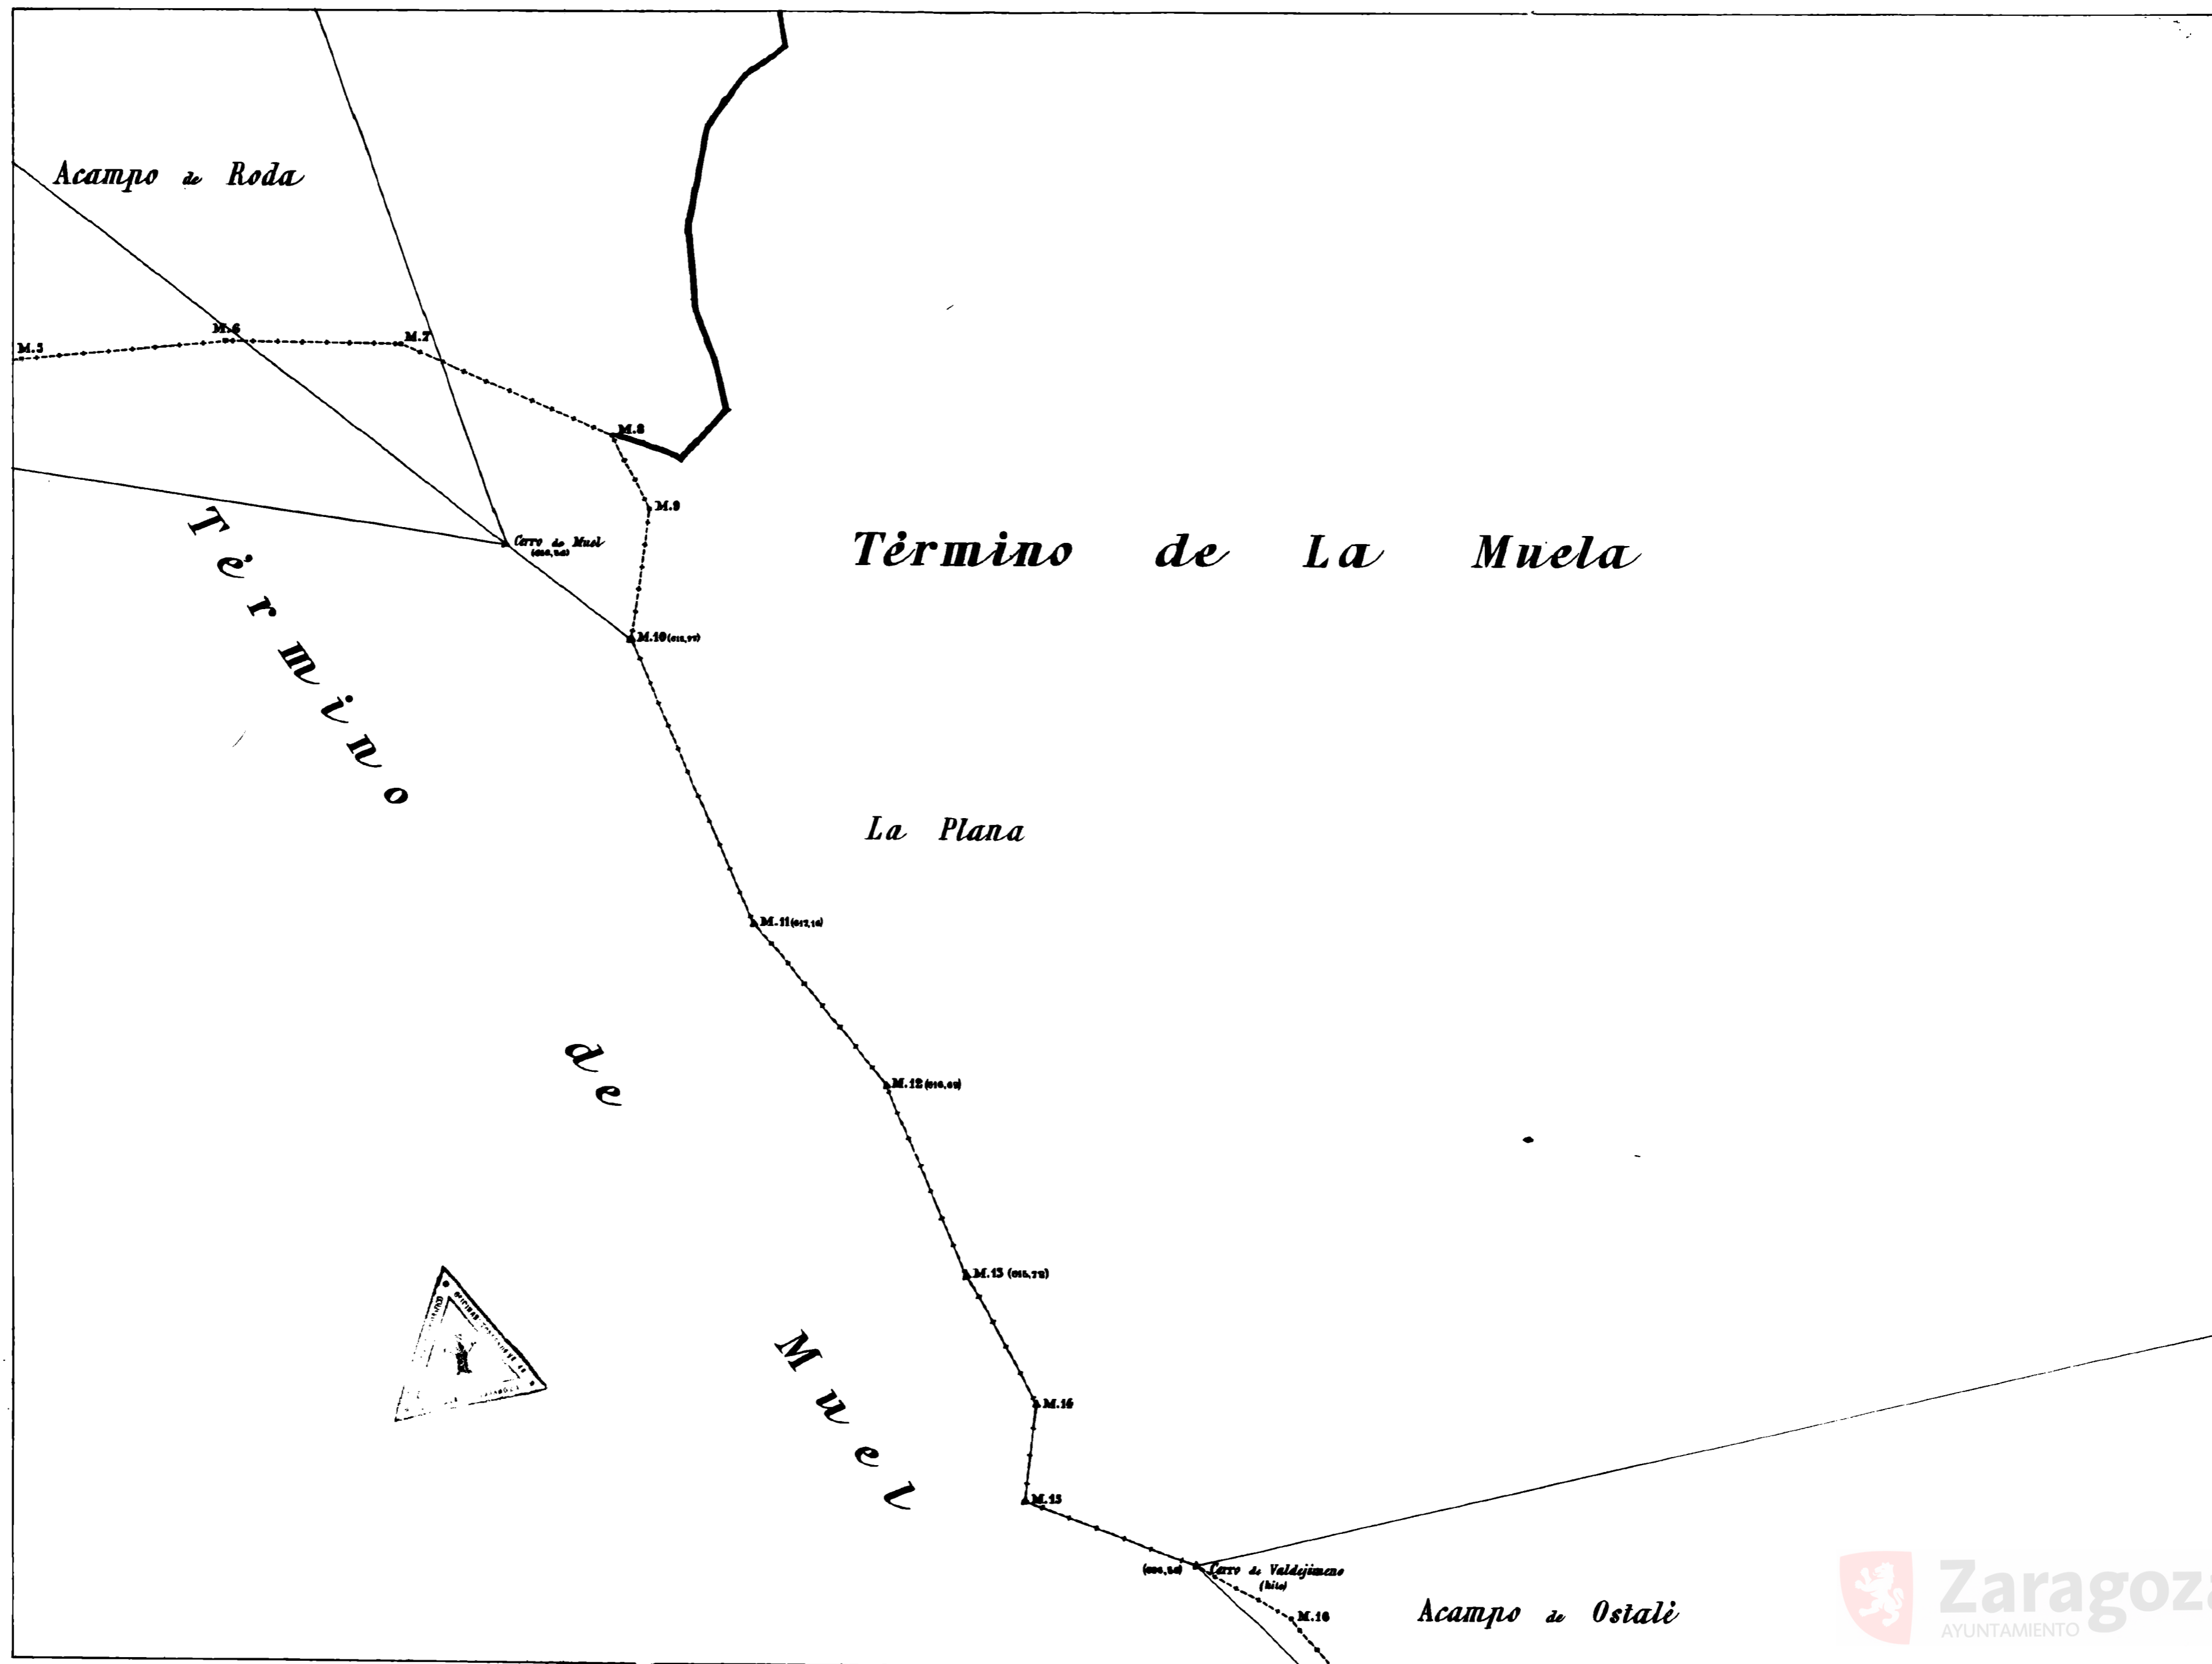 Acampo de Roda
M.6
M.7
M.5
M.8
M.9
Cerro de Muel
Término de La Muela
M.10
La Plana
M.11
M.12
M.13
M.14
M.15
Término de Muel
Cerro de Valdejimeno
(hito)
M.16
Acampo de Ostalé
Zaragoza
AYUNTAMIENTO